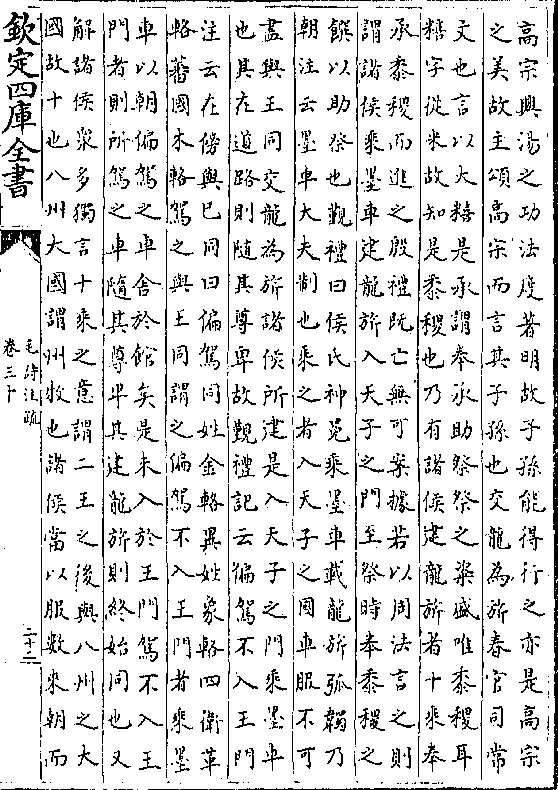 高宗興湯之功法度著明故子孫能得行之亦是高宗
之美故主頌高宗而言其子孫也交龍為旂春官司常
文也言以大糦是承謂奉承助祭祭之粢盛唯黍稷耳
糦字從米故知是黍稷也乃有諸侯建龍旂者十乘奉
承黍稷而進之殷禮既亡無可案據若以周法言之則
謂諸侯乘墨車建龍旂入天子之門至祭時奉黍稷之
饌以助祭也覲禮曰侯氏裨冕乘墨車載龍旂弧韣乃
朝注云墨車大夫制也乘之者入天子之國車服不可
盡與王同交龍為旂諸侯所建是入天子之門乘墨車
也其在道路則隨其尊卑故覲禮記云偏駕不入王門
注云在傍與巳同曰偏駕同姓金輅異姓象輅四衛革
輅蕃國木輅駕之與王同謂之偏駕不入王門者乘墨
車以朝偏駕之車舍於館矣是未入於王門駕不入王
門者則所駕之車隨其尊卑其建龍旂則終始同也又
解諸侯衆多獨言十乘之意謂二王之後與八州之大
國故十也八州大國謂州牧也諸侯當以服數來朝而
欽定四庫全書
毛詩注疏
卷三十
二十三